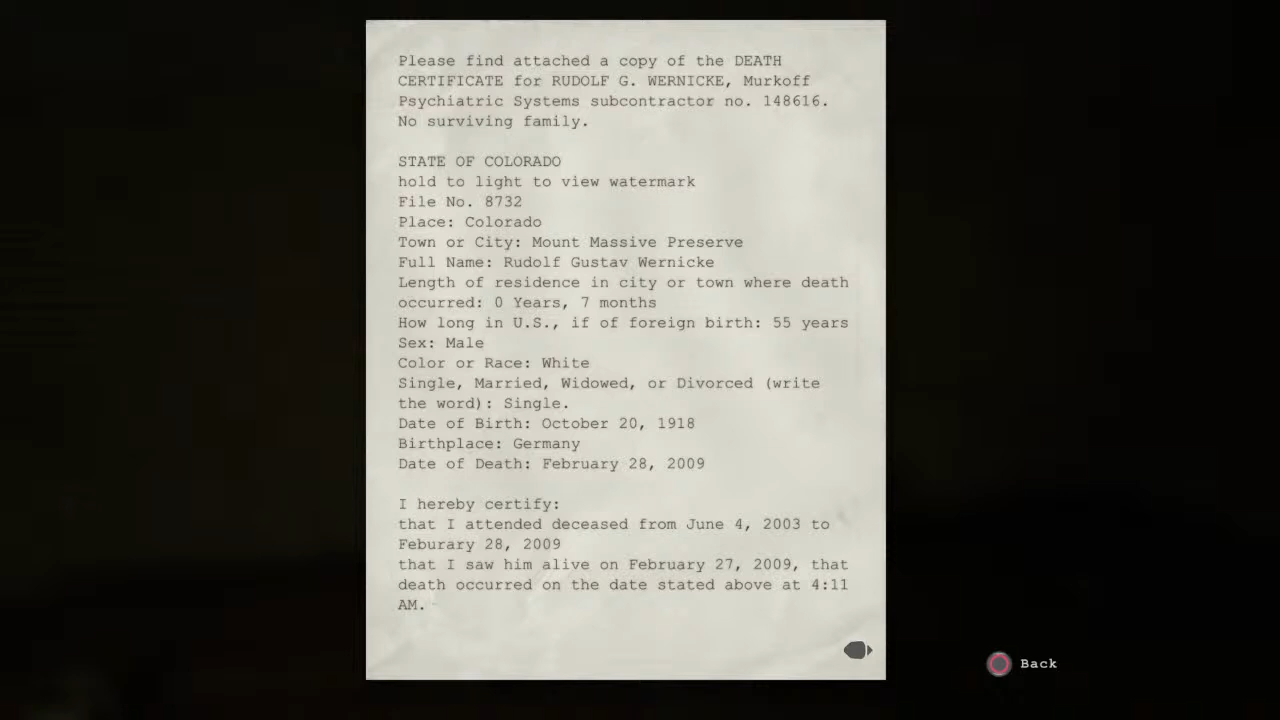 Please find attached a copy of the DEATH
CERTIFICATE for RUDOLF G. WERNICKE, Murkoff
Psychiatric Systems subcontractor no. 148616.
No surviving family.
STATE OF COLORADO
hold to light to view watermark
File No. 8732
Place: Colorado
Town or City: Mount Massive Preserve
Full Name: Rudolf Gustav Wernicke
Length of residence in city or town where death
occurred: 0 Years, 7 months
How long in U.S., if of foreign birth: 55 years
Sex: Male
Color or Race: White
Single, Married, Widowed, or Divorced (write
the word): Single.
Date of Birth: October 20, 1918
Birthplace: Germany
Date of Death: February 28, 2009
I hereby certify:
that I attended deceased from June 4, 2003 to
Feburary 28, 2009
that I saw him alive on February 27, 2009, that
death occurred on the date stated above at 4:11
AM.
Back